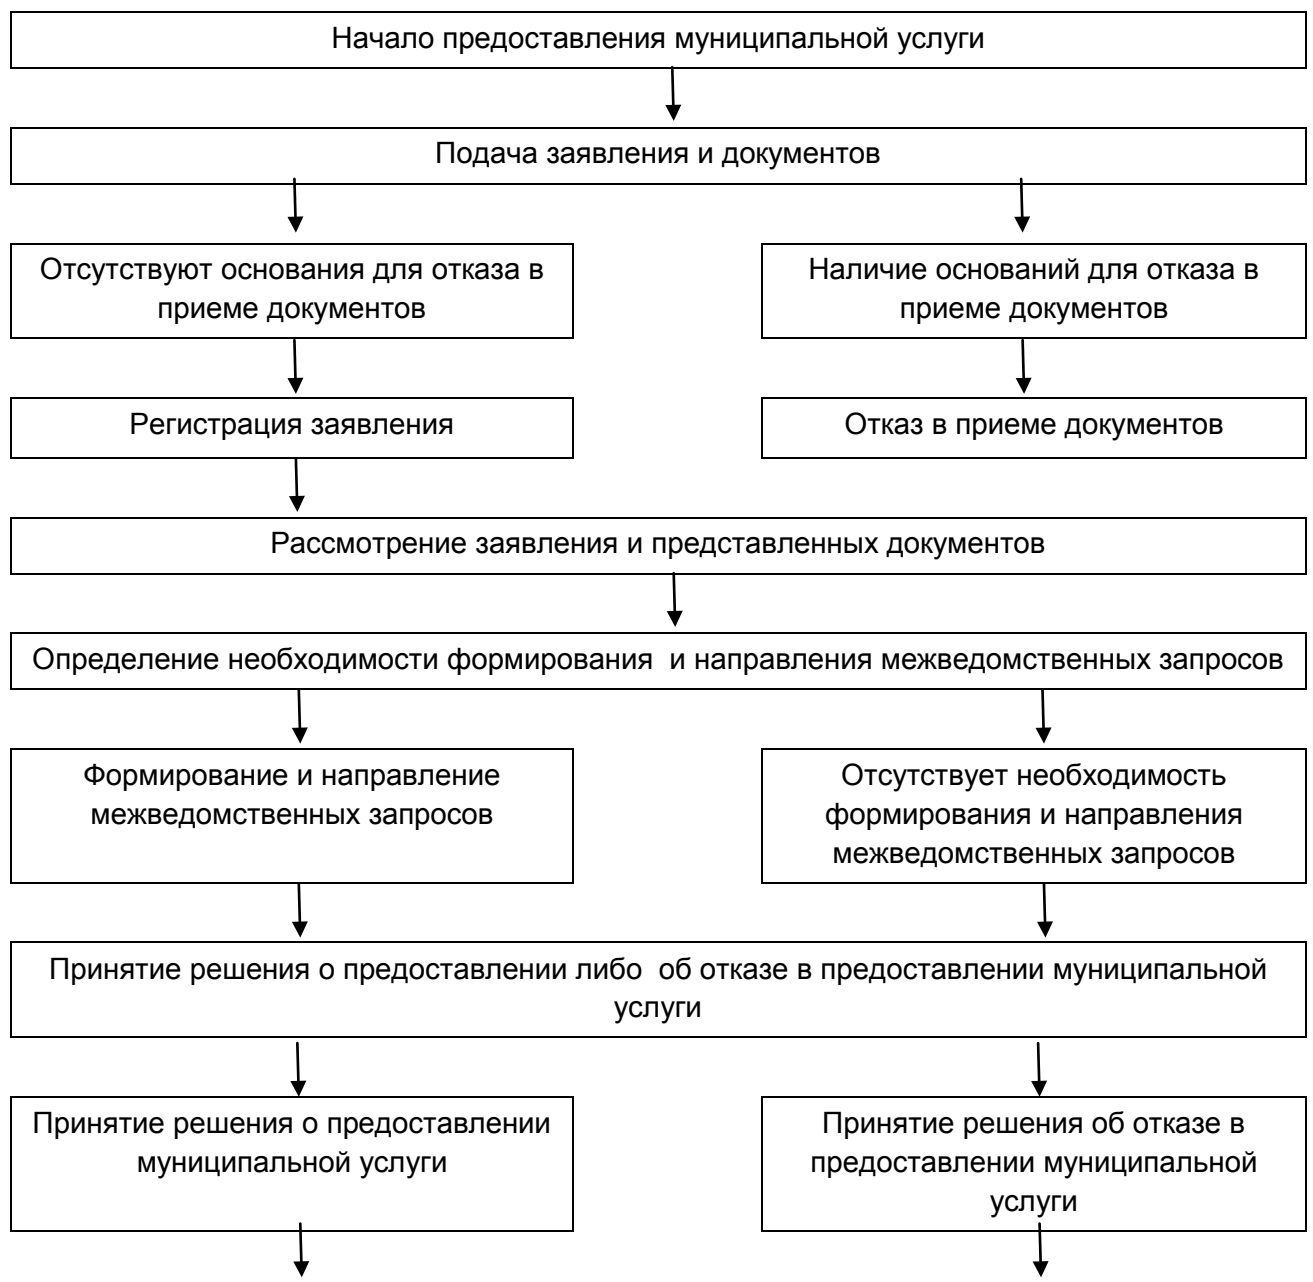 Начало предоставления муниципальной услуги
Подача заявления и документов
Отсутствуют основания для отказа в
приеме документов
Наличие оснований для отказа в
приеме документов
Регистрация заявления
Отказ в приеме документов
Рассмотрение заявления и представленных документов
Определение необходимости формирования  и направления межведомственных запросов
Формирование и направление
межведомственных запросов
Отсутствует необходимость
формирования и направления
межведомственных запросов
Принятие решения о предоставлении либо  об отказе в предоставлении муниципальной
услуги
Принятие решения о предоставлении
муниципальной услуги
Принятие решения об отказе в
предоставлении муниципальной
услуги